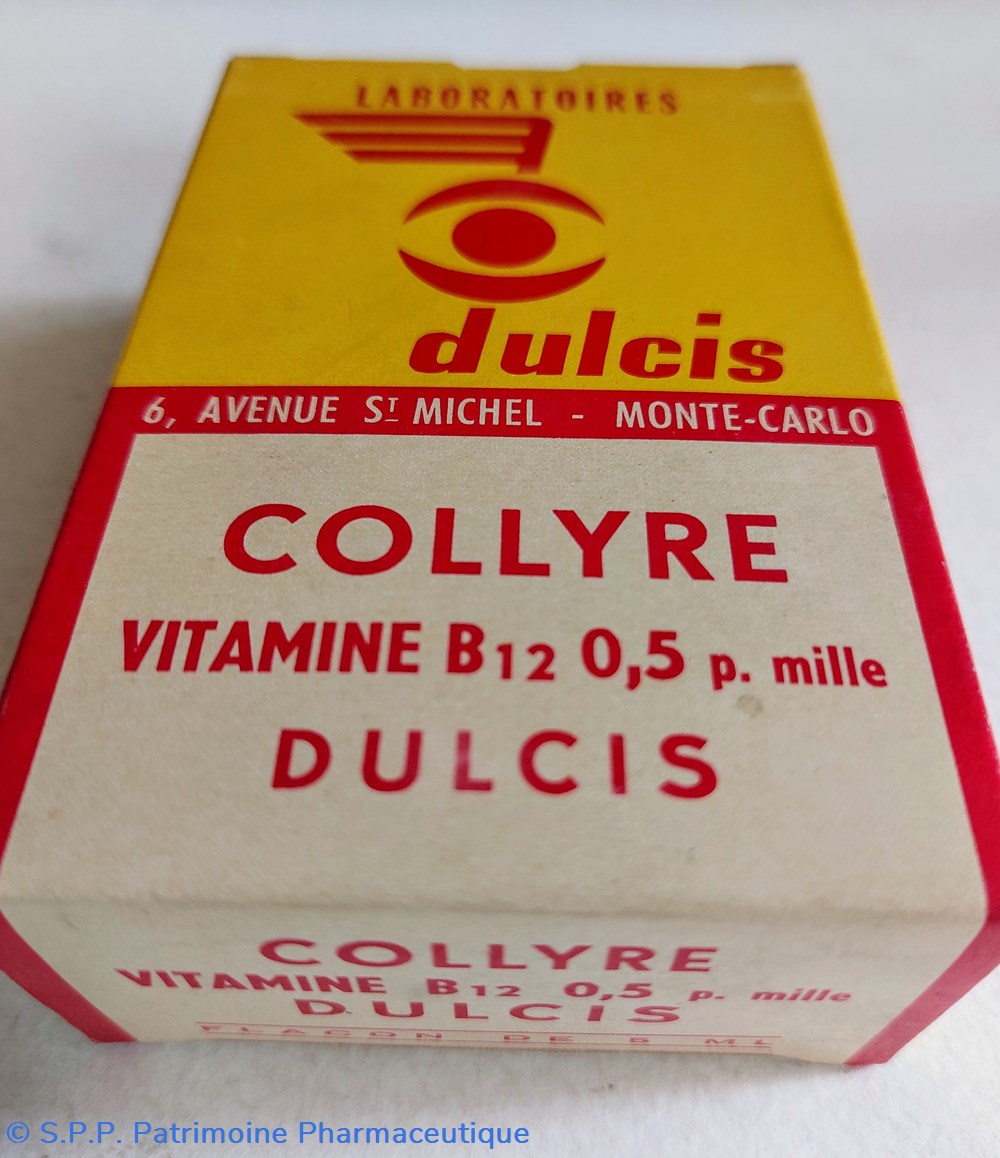 LABORATOIRES
dulcis
6, AVENUE ST MICHEL - MONTE-CARLO
COLLYRE
VITAMINE B12 0,5 p. mille
DULCIS
COLLYRE
VITAMINE B12 0,5 p. mille
DULCIS
FLACON DE 5 ML
© S.P.P. Patrimoine Pharmaceutique